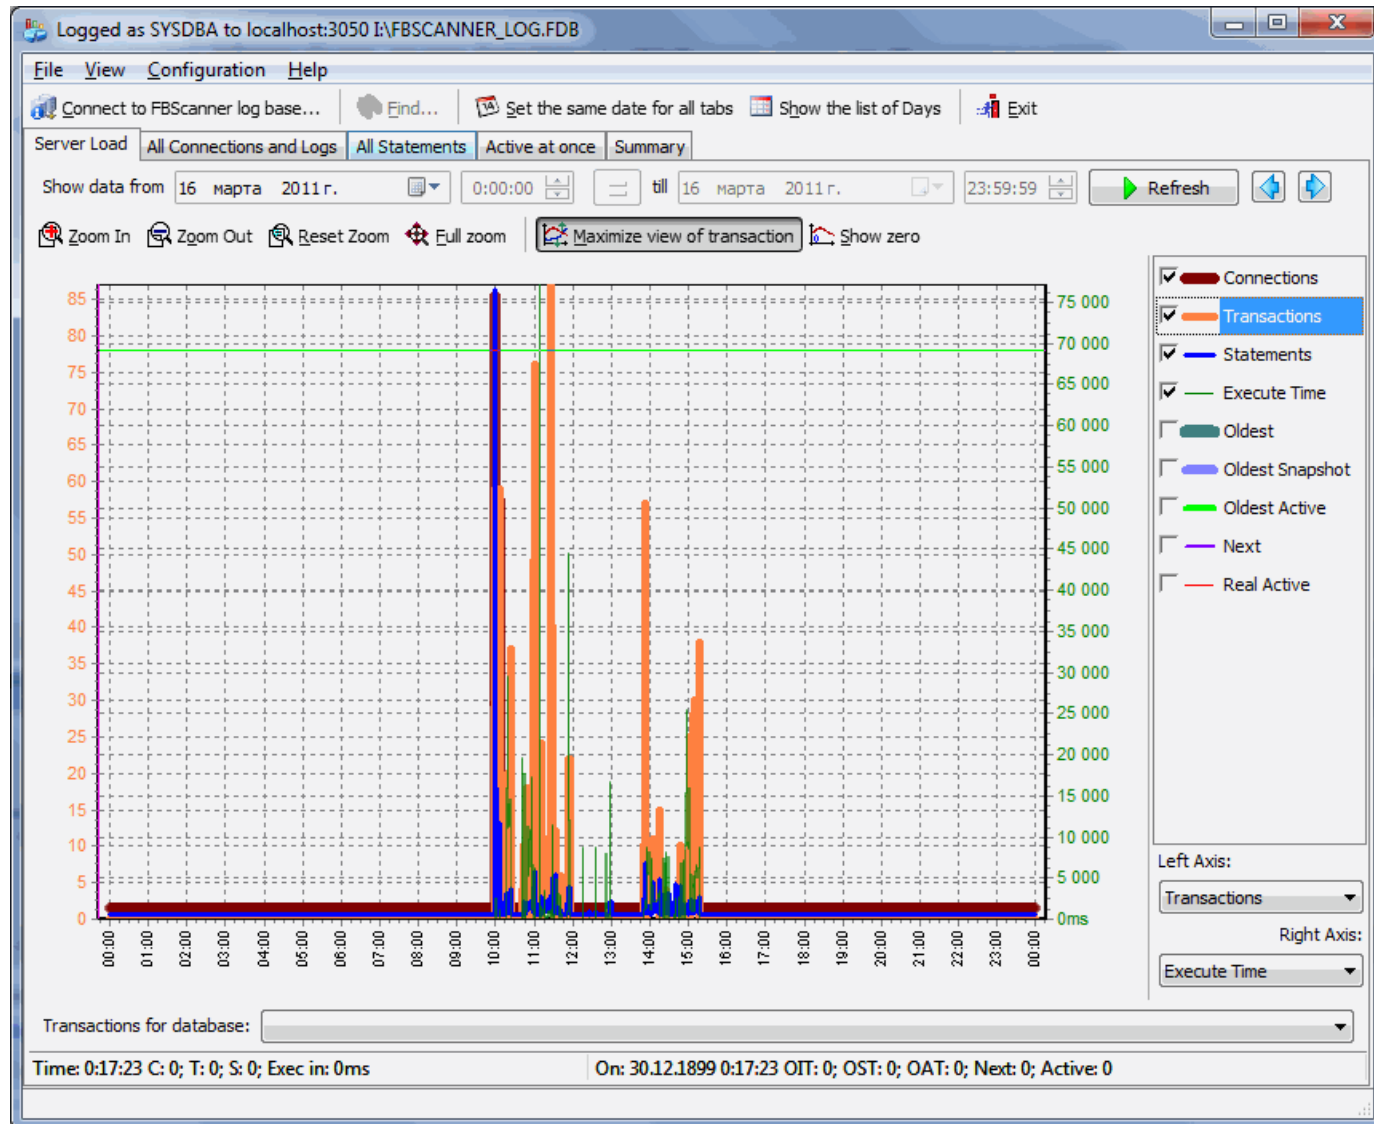 Logged as SYSDBA to localhost:3050 I:\FBSCANNER_LOG.FDB
File View Configuration Help
Connect to FBScanner log base... Find... Set the same date for all tabs Show the list of Days Exit
Server Load All Connections and Logs All Statements Active at once Summary
Show data from 16 марта 2011 г. 0:00:00 till 16 марта 2011 г. 23:59:59 Refresh
Zoom In Zoom Out Reset Zoom Full zoom Maximize view of transaction Show zero
85
80
75
70
65
60
55
50
45
40
35
30
25
20
15
10
5
0
75 000
70 000
65 000
60 000
55 000
50 000
45 000
40 000
35 000
30 000
25 000
20 000
15 000
10 000
5 000
0ms
00:00 01:00 02:00 03:00 04:00 05:00 06:00 07:00 08:00 09:00 10:00 11:00 12:00 13:00 14:00 15:00 16:00 17:00 18:00 19:00 20:00 21:00 22:00 23:00 00:00
Connections
Transactions
Statements
Execute Time
Oldest
Oldest Snapshot
Oldest Active
Next
Real Active
Left Axis:
Transactions
Right Axis:
Execute Time
Transactions for database:
Time: 0:17:23 C: 0; T: 0; S: 0; Exec in: 0ms On: 30.12.1899 0:17:23 OIT: 0; OST: 0; OAT: 0; Next: 0; Active: 0